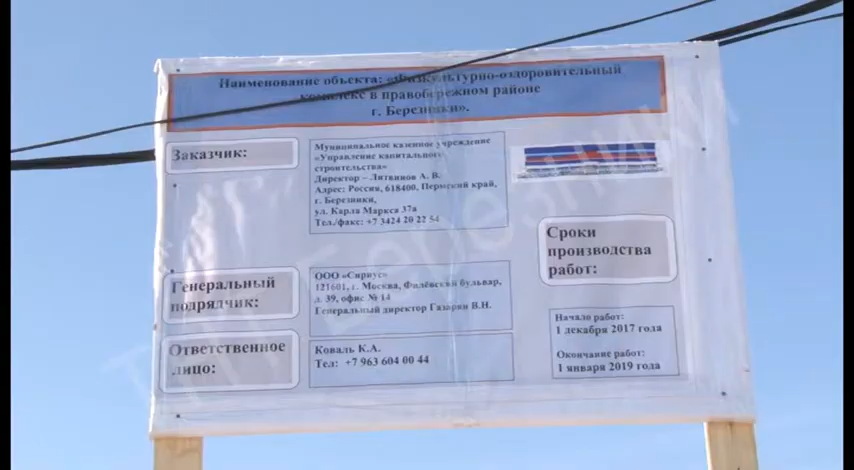 Наименование объекта: «Физкультурно-оздоровительный
комплекс в правобережном районе
г. Березники».
Заказчик:
Муниципальное казенное учреждение
«Управление капитального
строительства»
Директор – Литвинов А. В.
Адрес: Россия, 618400, Пермский край,
г. Березники,
ул. Карла Маркса 37а
Тел./факс: +7 3424 20 22 54
Генеральный
подрядчик:
ООО «Сириус»
121601, г. Москва, Филёвский бульвар,
д. 39, офис № 14
Генеральный директор Газарян В.Н.
Ответственное
лицо:
Коваль К.А.
Тел: +7 963 604 00 44
Сроки
производства
работ:
Начало работ:
1 декабря 2017 года
Окончание работ:
1 января 2019 года